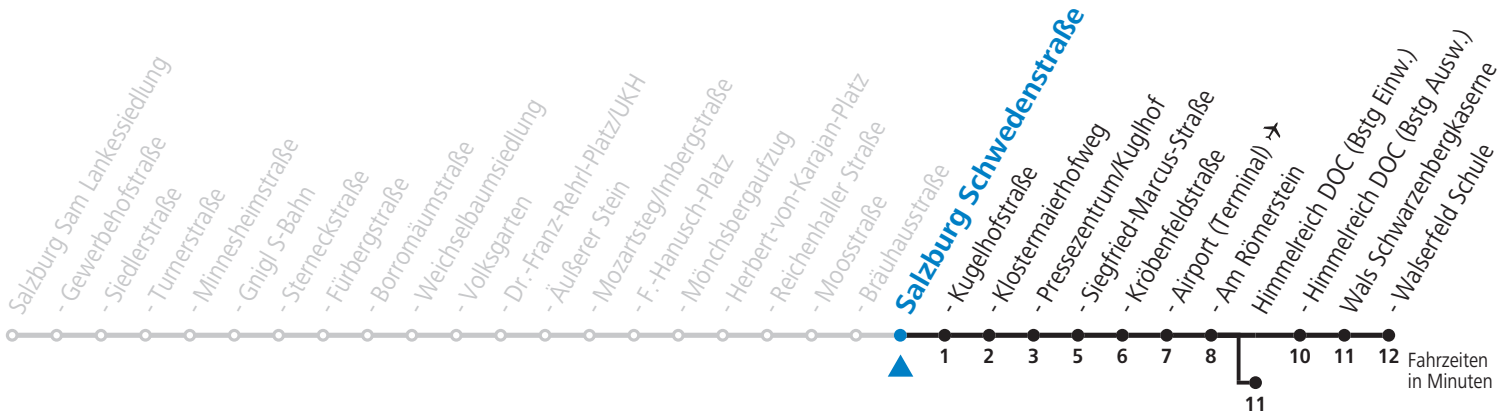 Salzburg Sam Lankessiedlung
- Gewerbehofstraße
- Siedlerstraße
- Turnerstraße
- Minnesheimstraße
- Gnigl S-Bahn
- Sterneckstraße
- Fürbergstraße
- Borromäumstraße
- Weichselbaumsiedlung
- Volksgarten
- Dr.-Franz-Rehrl-Platz/UKH
- Äußerer Stein
- Mozartsteg/Imbergstraße
- F.-Hanusch-Platz
- Mönchsbergaufzug
- Herbert-von-Karajan-Platz
- Reichenhaller Straße
- Moosstraße
- Bräuhausstraße
Salzburg Schwedenstraße
- Kugelhofstraße
- Klostermaierhofweg
- Pressezentrum/Kuglhof
- Siegfried-Marcus-Straße
- Kröbenfeldstraße
- Airport (Terminal)
- Am Römerstein
Himmelreich DOC (Bstg Einw.)
- Himmelreich DOC (Bstg Ausw.)
Wals Schwarzenbergkaserne
- Walserfeld Schule
1 2 3 5 6 7 8 10 11 12
Fahrzeiten
in Minuten
11